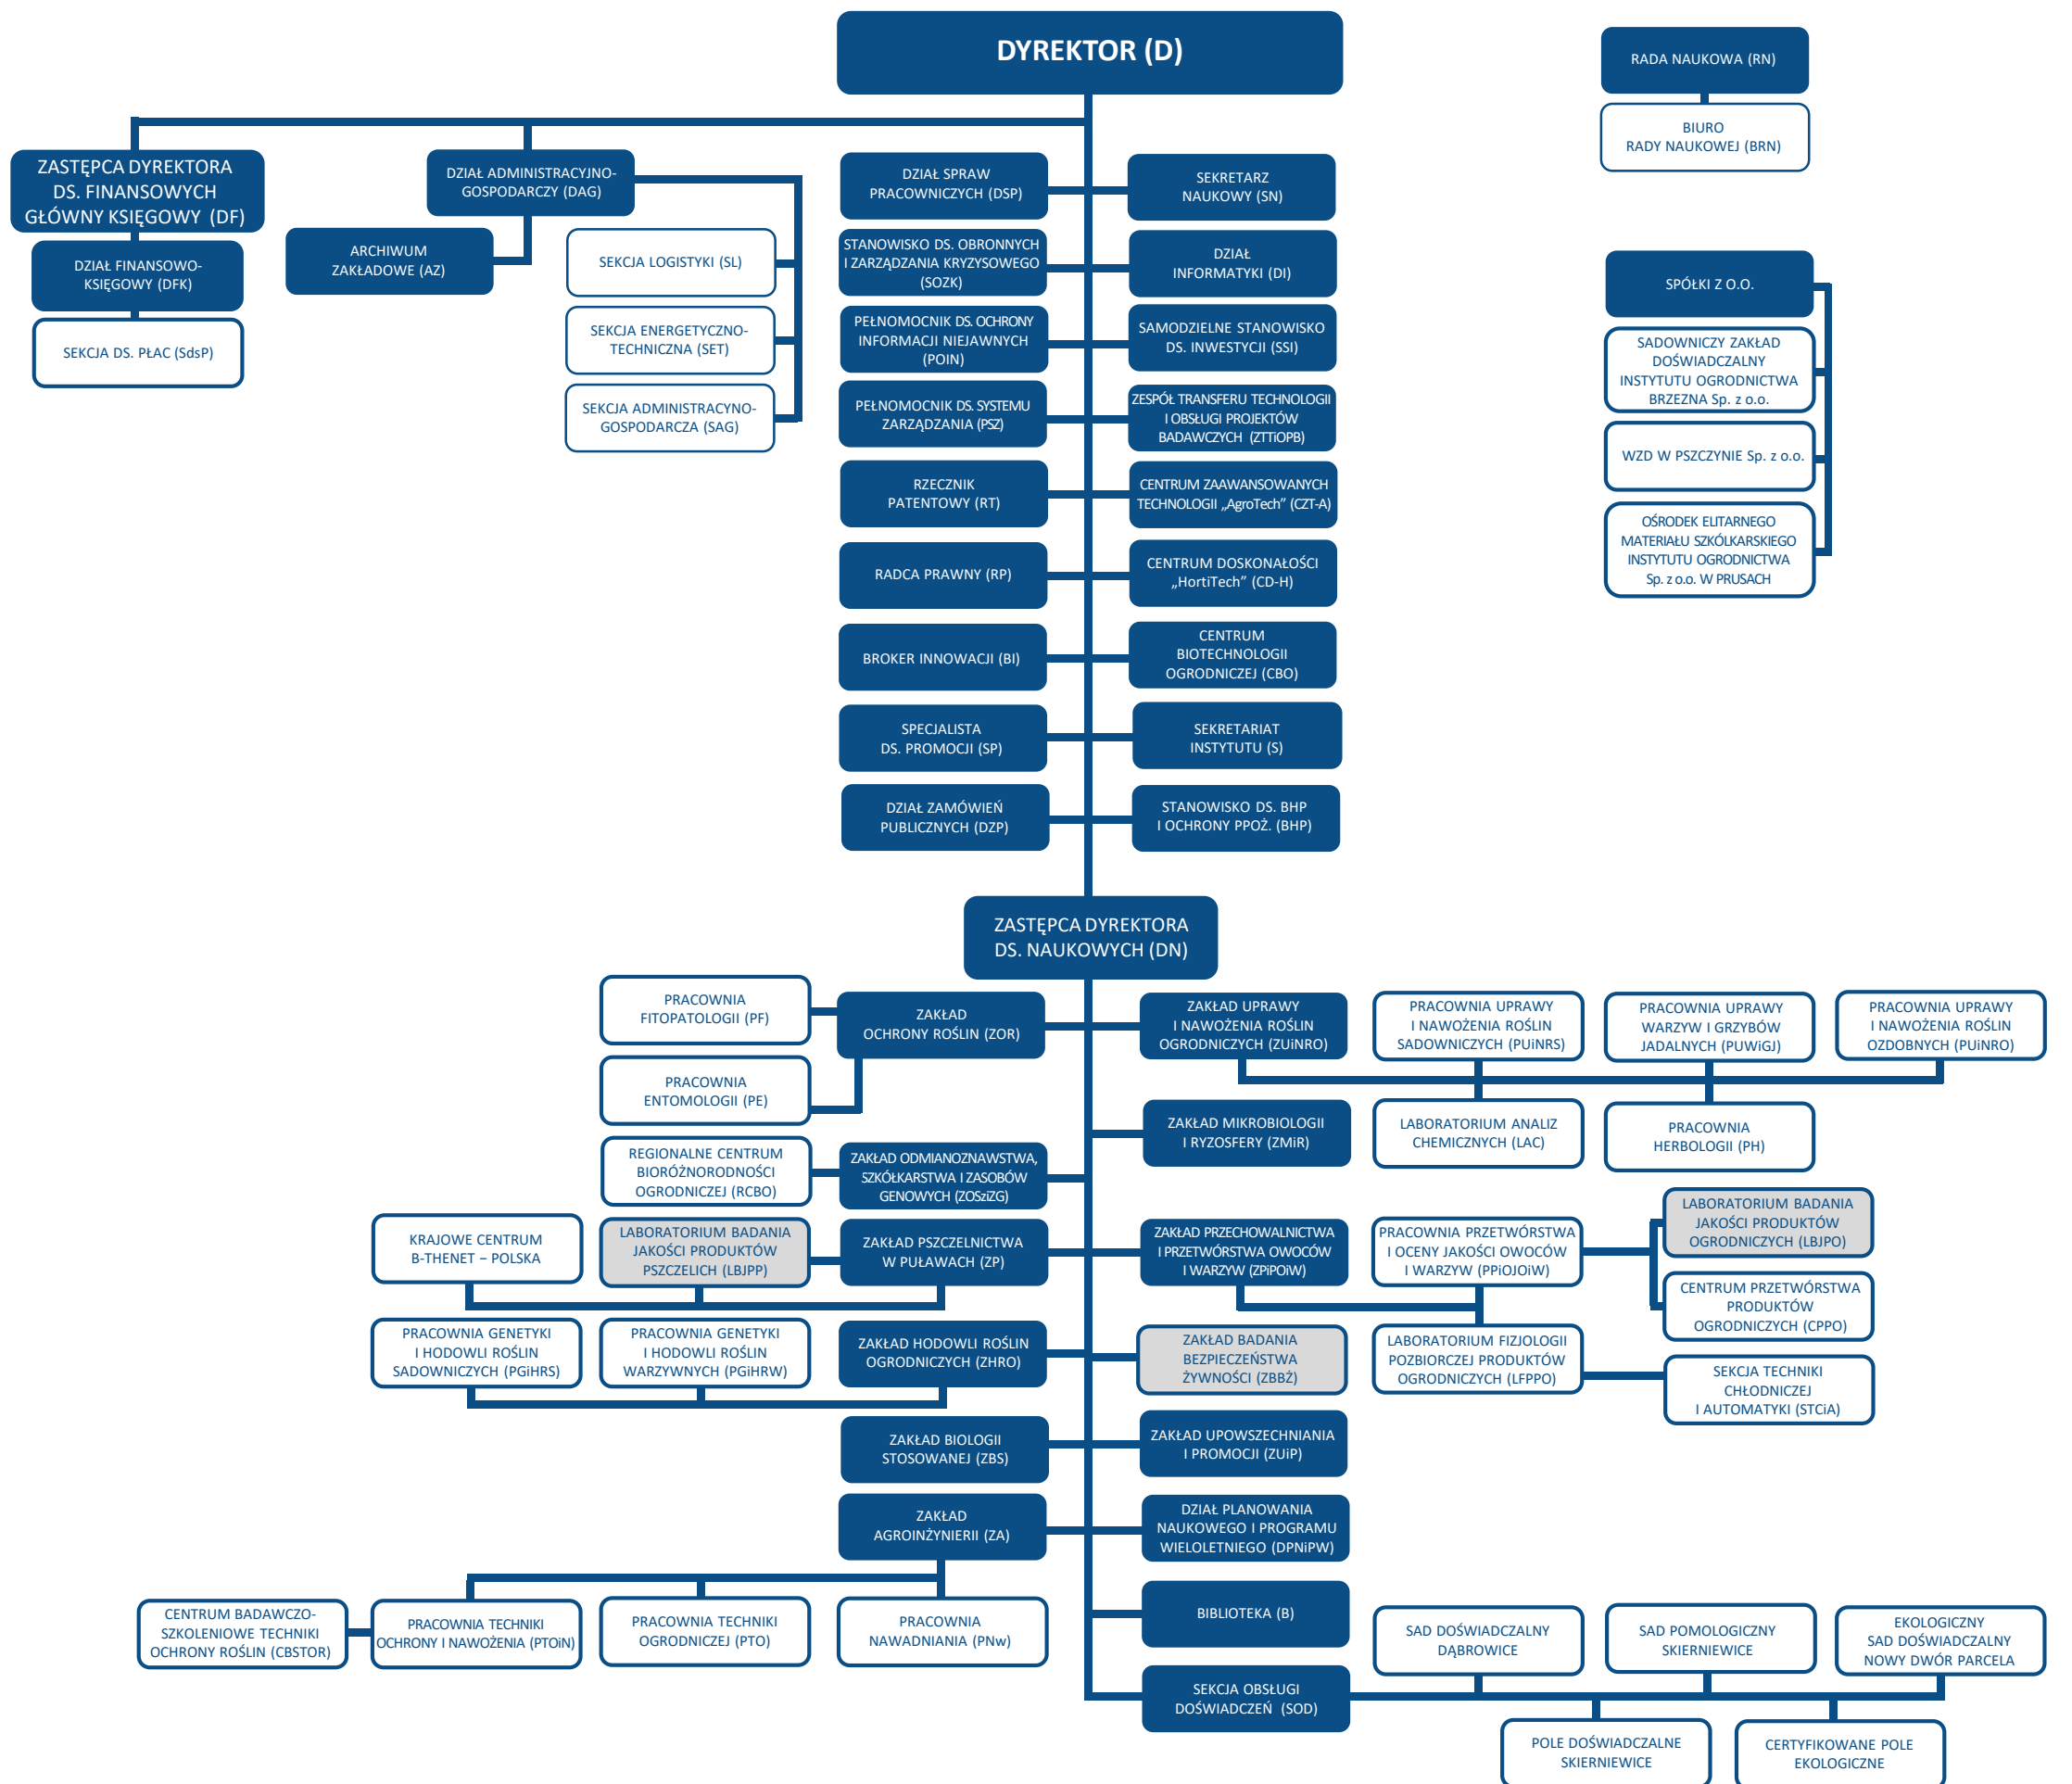 DYREKTOR (D)
RADA NAUKOWA (RN)
BIURO
RADY NAUKOWEJ (BRN)
ZASTĘPCA DYREKTORA
DS. FINANSOWYCH
GŁÓWNY KSIĘGOWY (DF)
DZIAŁ FINANSOWO-
KSIĘGOWY (DFK)
SEKCJA DS. PŁAC (SdsP)
DZIAŁ ADMINISTRACYJNO-
GOSPODARCZY (DAG)
ARCHIWUM
ZAKŁADOWE (AZ)
SEKCJA LOGISTYKI (SL)
SEKCJA ENERGETYCZNO-
TECHNICZNA (SET)
SEKCJA ADMINISTRACYNO-
GOSPODARCZA (SAG)
DZIAŁ SPRAW
PRACOWNICZYCH (DSP)
SEKRETARZ
NAUKOWY (SN)
STANOWISKO DS. OBRONNYCH
I ZARZĄDZANIA KRYZYSOWEGO
(SOZK)
DZIAŁ
INFORMATYKI (DI)
PEŁNOMOCNIK DS. OCHRONY
INFORMACJI NIEJAWNYCH
(POIN)
SAMODZIELNE STANOWISKO
DS. INWESTYCJI (SSI)
PEŁNOMOCNIK DS. SYSTEMU
ZARZĄDZANIA (PSZ)
ZESPÓŁ TRANSFERU TECHNOLOGII
I OBSŁUGI PROJEKTÓW
BADAWCZYCH (ZTTiOPB)
RZECZNIK
PATENTOWY (RT)
CENTRUM ZAAWANSOWANYCH
TECHNOLOGII „AgroTech” (CZT-A)
RADCA PRAWNY (RP)
CENTRUM DOSKONAŁOŚCI
„HortiTech” (CD-H)
BROKER INNOWACJI (BI)
CENTRUM
BIOTECHNOLOGII
OGRODNICZEJ (CBO)
SPECJALISTA
DS. PROMOCJI (SP)
SEKRETARIAT
INSTYTUTU (S)
DZIAŁ ZAMÓWIEŃ
PUBLICZNYCH (DZP)
STANOWISKO DS. BHP
I OCHRONY PPOŻ. (BHP)
SPÓŁKI Z O.O.
SADOWNICZY ZAKŁAD
DOŚWIADCZALNY
INSTYTUTU OGRODNICTWA
BRZEZNA Sp. z o.o.
WZD W PSZCZYNIE Sp. z o.o.
OŚRODEK ELITARNEGO
MATERIAŁU SZKÓLKARSKIEGO
INSTYTUTU OGRODNICTWA
Sp. z o.o. W PRUSACH
ZASTĘPCA DYREKTORA
DS. NAUKOWYCH (DN)
PRACOWNIA
FITOPATOLOGII (PF)
ZAKŁAD
OCHRONY ROŚLIN (ZOR)
PRACOWNIA
ENTOMOLOGII (PE)
ZAKŁAD UPRAWY
I NAWOŻENIA ROŚLIN
OGRODNICZYCH (ZUiNRO)
PRACOWNIA UPRAWY
I NAWOŻENIA ROŚLIN
SADOWNICZYCH (PUiNRS)
PRACOWNIA UPRAWY
WARZYW I GRZYBÓW
JADALNYCH (PUWiGJ)
PRACOWNIA UPRAWY
I NAWOŻENIA ROŚLIN
OZDOBNYCH (PUiNRO)
ZAKŁAD MIKROBIOLOGII
I RYZOSFERY (ZMiR)
LABORATORIUM ANALIZ
CHEMICZNYCH (LAC)
PRACOWNIA
HERBOLOGII (PH)
REGIONALNE CENTRUM
BIORÓŻNORODNOŚCI
OGRODNICZEJ (RCBO)
ZAKŁAD ODMIANOZNAWSTWA,
SZKÓŁKARSTWA I ZASOBÓW
GENOWYCH (ZOSziZG)
KRAJOWE CENTRUM
B-THENET – POLSKA
LABORATORIUM BADANIA
JAKOŚCI PRODUKTÓW
PSZCZELICH (LBJPP)
ZAKŁAD PSZCZELNICTWA
W PUŁAWACH (ZP)
ZAKŁAD PRZECHOWALNICTWA
I PRZETWÓRSTWA OWOCÓW
I WARZYW (ZPiPOiW)
PRACOWNIA PRZETWÓRSTWA
I OCENY JAKOŚCI OWOCÓW
I WARZYW (PPiOJOiW)
LABORATORIUM BADANIA
JAKOŚCI PRODUKTÓW
OGRODNICZYCH (LBJPO)
CENTRUM PRZETWÓRSTWA
PRODUKTÓW
OGRODNICZYCH (CPPO)
PRACOWNIA GENETYKI
I HODOWLI ROŚLIN
SADOWNICZYCH (PGiHRS)
PRACOWNIA GENETYKI
I HODOWLI ROŚLIN
WARZYWNYCH (PGiHRW)
ZAKŁAD HODOWLI ROŚLIN
OGRODNICZYCH (ZHRO)
ZAKŁAD BADANIA
BEZPIECZEŃSTWA
ŻYWNOŚCI (ZBBŻ)
LABORATORIUM FIZJOLOGII
POZBIORCZEJ PRODUKTÓW
OGRODNICZYCH (LFPPO)
SEKCJA TECHNIKI
CHŁODNICZEJ
I AUTOMATYKI (STCiA)
ZAKŁAD BIOLOGII
STOSOWANEJ (ZBS)
ZAKŁAD UPOWSZECHNIANIA
I PROMOCJI (ZUiP)
ZAKŁAD
AGROINŻYNIERII (ZA)
DZIAŁ PLANOWANIA
NAUKOWEGO I PROGRAMU
WIELOLETNIEGO (DPNiPW)
CENTRUM BADAWCZO-
SZKOLENIOWE TECHNIKI
OCHRONY ROŚLIN (CBSTOR)
PRACOWNIA TECHNIKI
OCHRONY I NAWOŻENIA (PTOiN)
PRACOWNIA TECHNIKI
OGRODNICZEJ (PTO)
PRACOWNIA
NAWADNIANIA (PNw)
BIBLIOTEKA (B)
SAD DOŚWIADCZALNY
DĄBROWICE
SAD POMOLOGICZNY
SKIERNIEWICE
EKOLOGICZNY
SAD DOŚWIADCZALNY
NOWY DWÓR PARCELA
SEKCJA OBSŁUGI
DOŚWIADCZEŃ (SOD)
POLE DOŚWIADCZALNE
SKIERNIEWICE
CERTYFIKOWANE POLE
EKOLOGICZNE